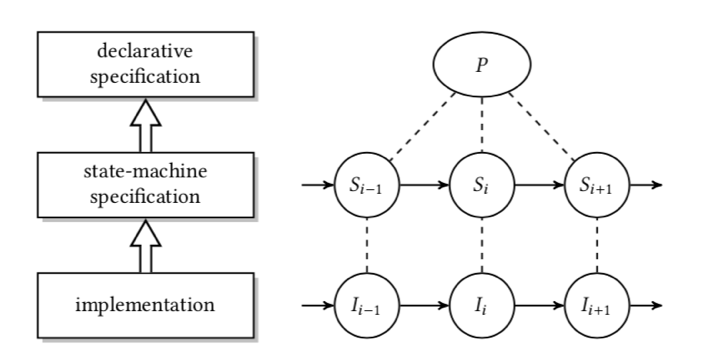 declarative
specification
P
state-machine
specification
S_{i−1}
S_i
S_{i+1}
implementation
I_{i−1}
I_i
I_{i+1}